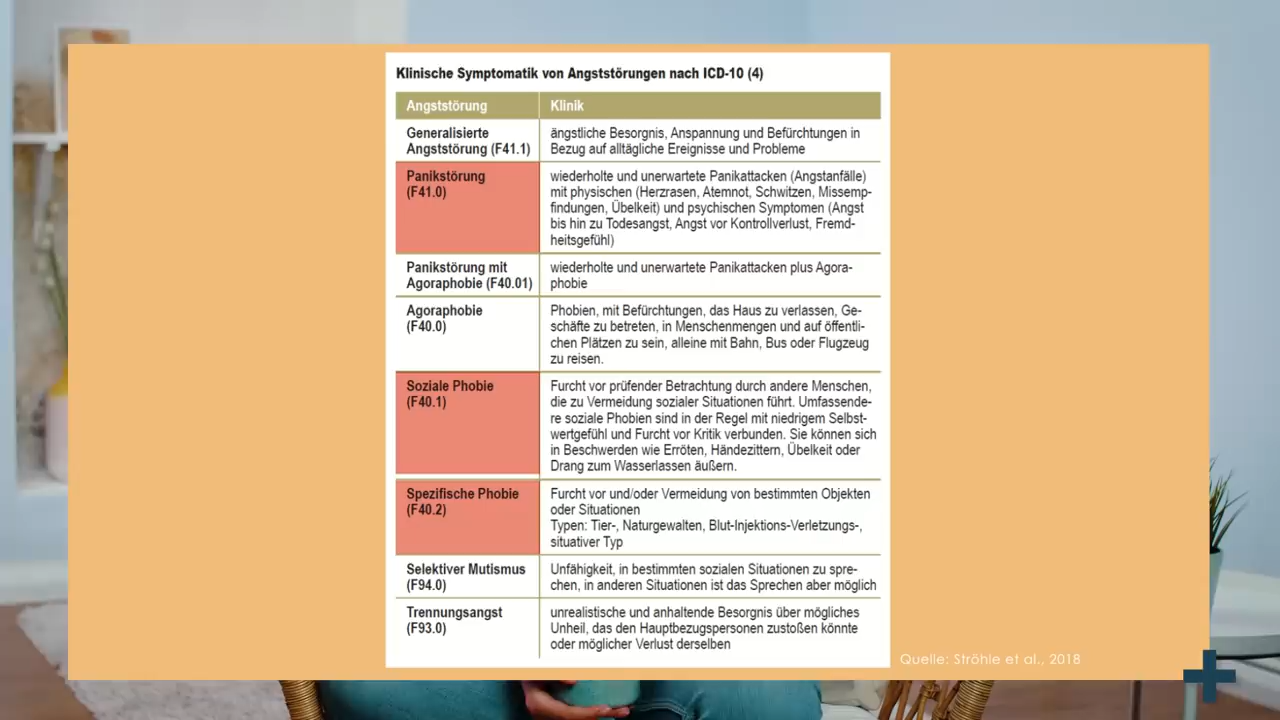 Klinische Symptomatik von Angststörungen nach ICD-10 (4)
Angststörung
Klinik
Generalisierte
Angststörung (F41.1)
ängstliche Besorgnis, Anspannung und Befürchtungen in
Bezug auf alltägliche Ereignisse und Probleme
Panikstörung
(F41.0)
wiederholte und unerwartete Panikattacken (Angstanfälle)
mit physischen (Herzrasen, Atemnot, Schwitzen, Missemp-
findungen, Übelkeit) und psychischen Symptomen (Angst
bis hin zu Todesangst, Angst vor Kontrollverlust, Fremd-
heitsgefühl)
Panikstörung mit
Agoraphobie (F40.01)
wiederholte und unerwartete Panikattacken plus Agora-
phobie
Agoraphobie
(F40.0)
Phobien, mit Befürchtungen, das Haus zu verlassen, Ge-
schäfte zu betreten, in Menschenmengen und auf öffentli-
chen Plätzen zu sein, alleine mit Bahn, Bus oder Flugzeug
zu reisen.
Soziale Phobie
(F40.1)
Furcht vor prüfender Betrachtung durch andere Menschen,
die zu Vermeidung sozialer Situationen führt. Umfassende-
re soziale Phobien sind in der Regel mit niedrigem Selbst-
wertgefühl und Furcht vor Kritik verbunden. Sie können sich
in Beschwerden wie Erröten, Händezittern, Übelkeit oder
Drang zum Wasserlassen äußern.
Spezifische Phobie
(F40.2)
Furcht vor und/oder Vermeidung von bestimmten Objekten
oder Situationen
Typen: Tier-, Naturgewalten, Blut-Injektions-Verletzungs-,
situativer Typ
Selektiver Mutismus
(F94.0)
Unfähigkeit, in bestimmten sozialen Situationen zu spre-
chen, in anderen Situationen ist das Sprechen aber möglich
Trennungsangst
(F93.0)
unrealistische und anhaltende Besorgnis über mögliches
Unheil, das den Hauptbezugspersonen zustoßen könnte
oder möglicher Verlust derselben
Quelle: Ströhle et al., 2018